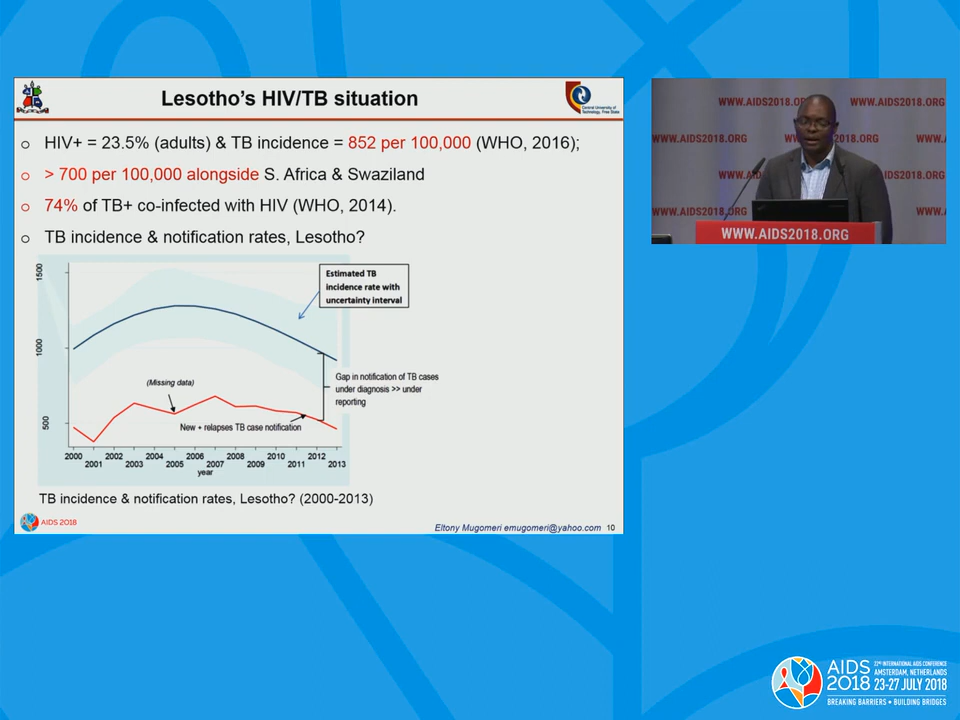 Lesotho's HIV/TB situation
Central University of
Technology, Free State
o HIV+ = 23.5% (adults) & TB incidence = 852 per 100,000 (WHO, 2016);
o > 700 per 100,000 alongside S. Africa & Swaziland
o 74% of TB+ co-infected with HIV (WHO, 2014).
o TB incidence & notification rates, Lesotho?
1500
1000
500
Estimated TB
incidence rate with
uncertainty interval
(Missing data)
Gap in notification of TB cases
under diagnosis >> under
reporting
New + relapses TB case notification
2000 2002 2004 2006 2008 2010 2012
2001 2003 2005 2007 2009 2011 2013
year
TB incidence & notification rates, Lesotho? (2000-2013)
AIDS 2018
Eltony Mugomeri emugomeri@yahoo.com 10
WWW.AIDS2018.ORG
WWW.AIDS2018.ORG
WWW.AIDS2018.ORG
WWW.A
WWW.AIDS2018
IDS2018.ORG
WWW.AIDS2018.ORG
WWW.A
WWW.AIDS2018.ORG
AIDS
2018
22ND INTERNATIONAL AIDS CONFERENCE
AMSTERDAM, NETHERLANDS
23-27 JULY 2018
BREAKING BARRIERS • BUILDING BRIDGES